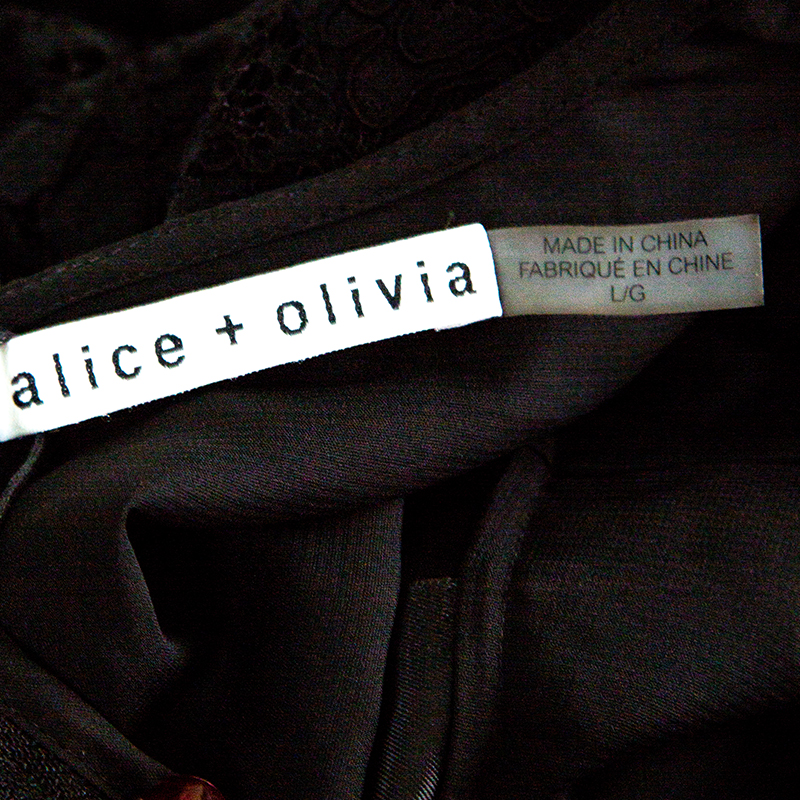 alice + olivia
MADE IN CHINA
FABRIQUÉ EN CHINE
L/G